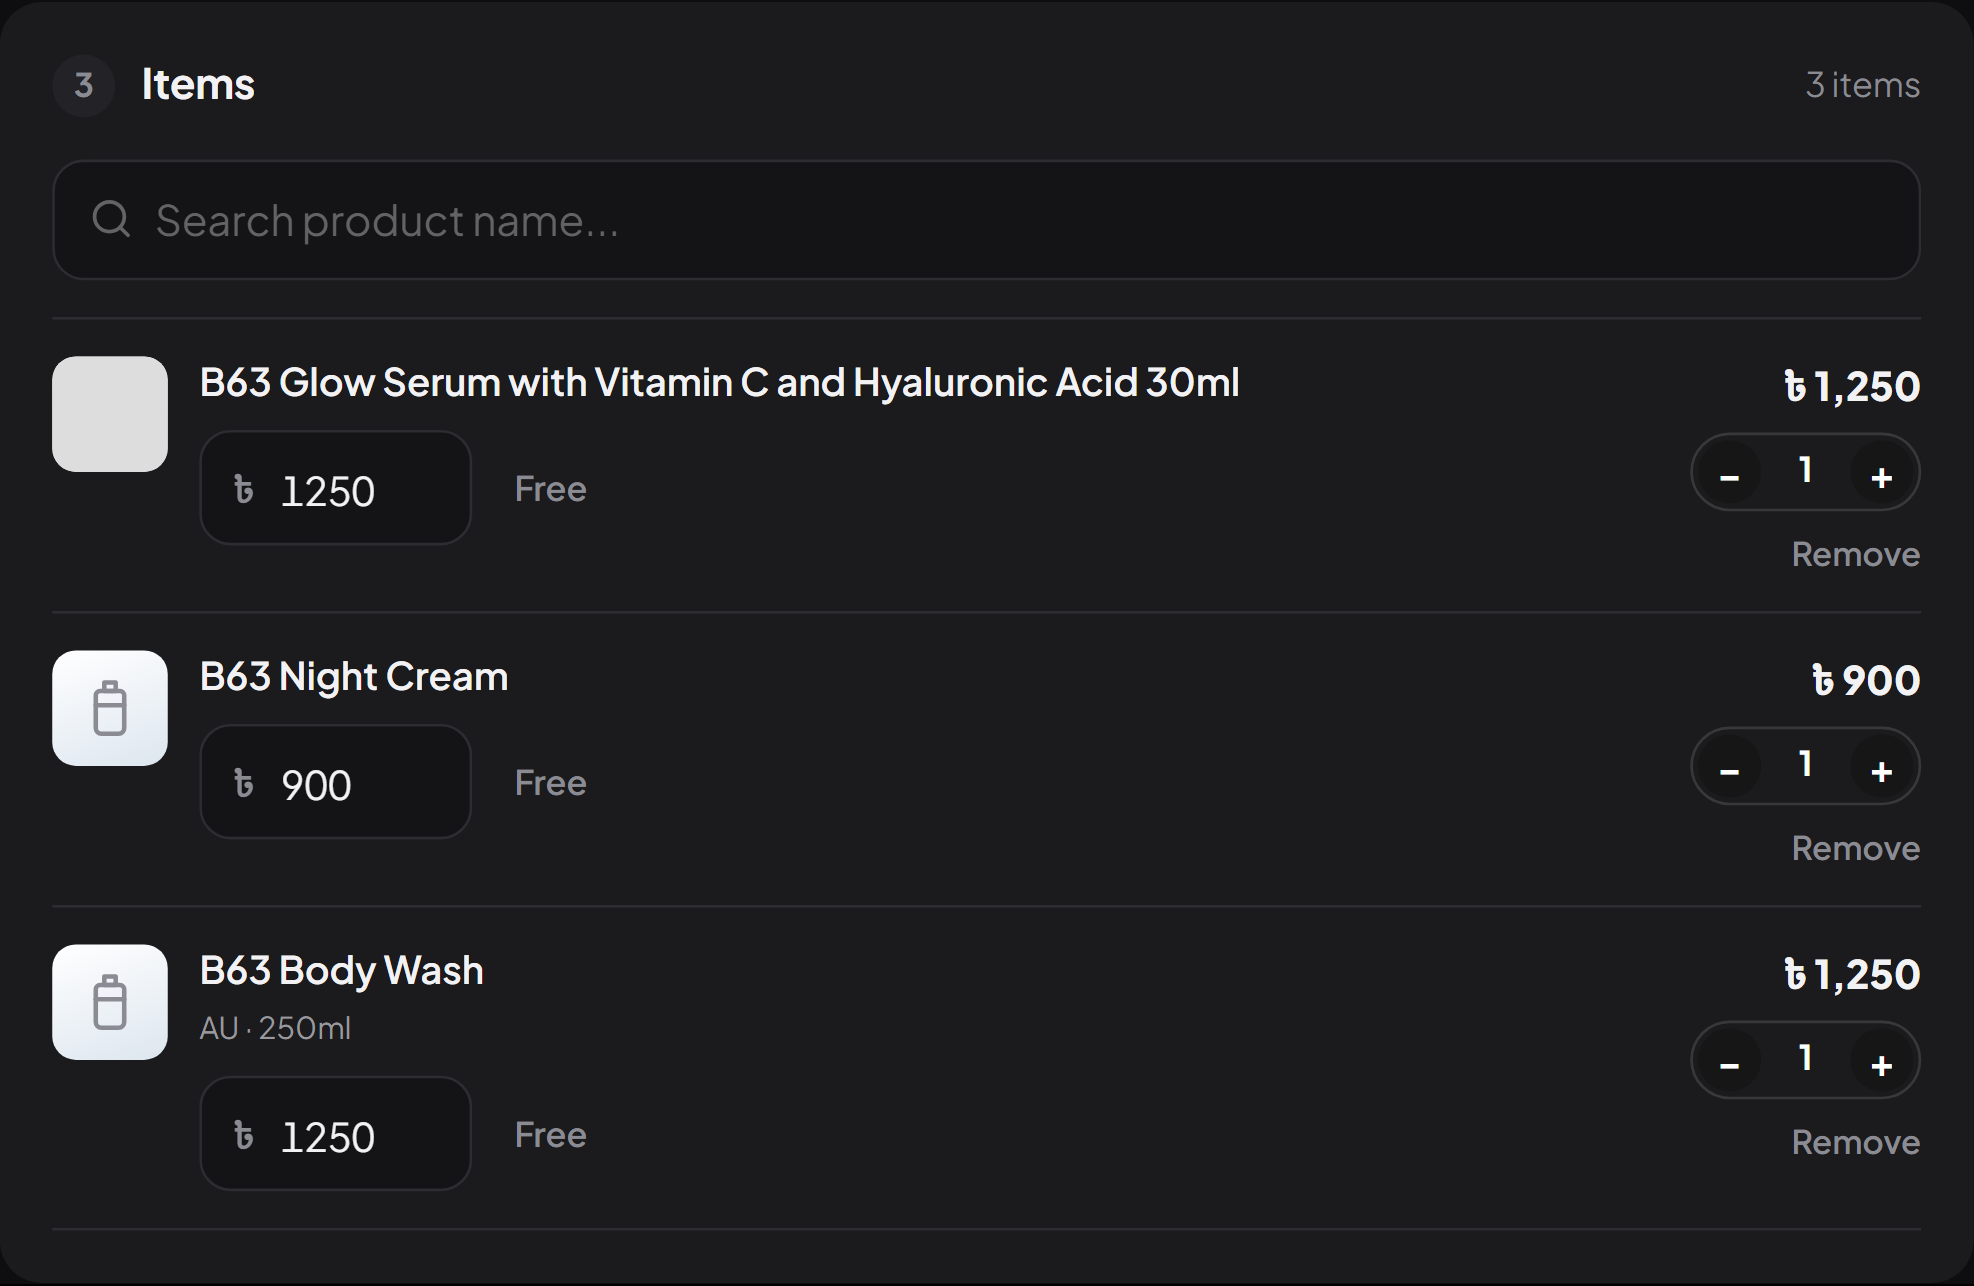 3 Items
3 items
Search product name...
B63 Glow Serum with Vitamin C and Hyaluronic Acid 30ml
৳ 1,250
৳ 1250
Free
− 1 +
Remove
B63 Night Cream
৳ 900
৳ 900
Free
− 1 +
Remove
B63 Body Wash
৳ 1,250
AU · 250ml
৳ 1250
Free
− 1 +
Remove